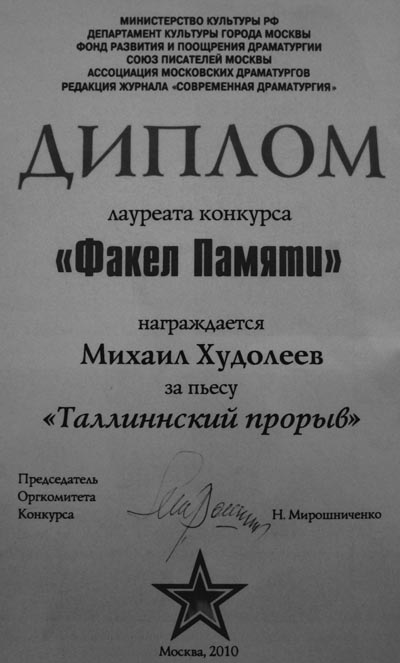 МИНИСТЕРСТВО КУЛЬТУРЫ РФ
ДЕПАРТАМЕНТ КУЛЬТУРЫ ГОРОДА МОСКВЫ
ФОНД РАЗВИТИЯ И ПООЩРЕНИЯ ДРАМАТУРГИИ
СОЮЗ ПИСАТЕЛЕЙ МОСКВЫ
АССОЦИАЦИЯ МОСКОВСКИХ ДРАМАТУРГОВ
РЕДАКЦИЯ ЖУРНАЛА «СОВРЕМЕННАЯ ДРАМАТУРГИЯ»
ДИПЛОМ
лауреата конкурса
«Факел Памяти»
награждается
Михаил Худолеев
за пьесу
«Таллиннский прорыв»
Председатель
Оргкомитета
Конкурса
Н. Мирошниченко
Москва, 2010